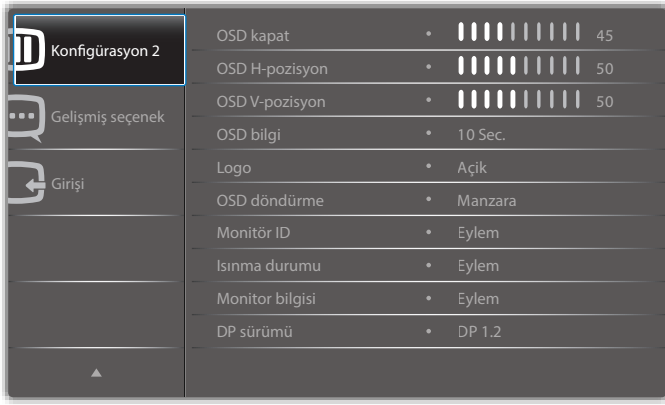 Konfigürasyon 2
Gelişmiş seçenek
Girişi
OSD kapat • 45
OSD H-pozisyon • 50
OSD V-pozisyon • 50
OSD bilgi • 10 Sec.
Logo • Açik
OSD döndürme • Manzara
Monitör ID • Eylem
Isınma durumu • Eylem
Monitor bilgisi • Eylem
DP sürümü • DP 1.2